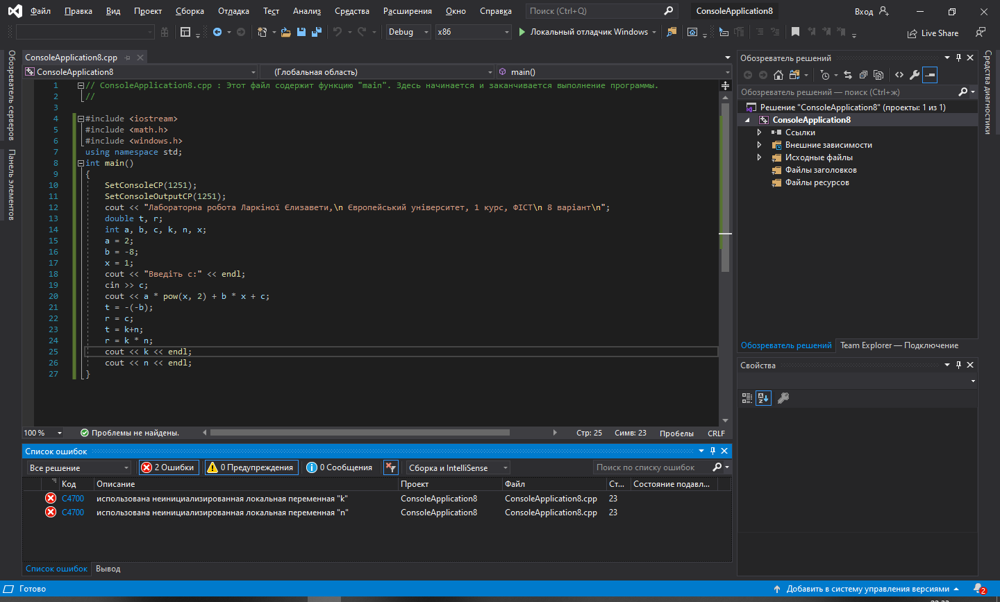 Файл Правка Вид Проект Сборка Отладка Тест Анализ Средства Расширения Окно Справка Поиск (Ctrl+Q) ConsoleApplication8 Вход
Debug x86 Локальный отладчик Windows Live Share
Обозреватель серверов
Панель элементов
ConsoleApplication8.cpp
ConsoleApplication8 (Глобальная область) main()
1 // ConsoleApplication8.cpp : Этот файл содержит функцию "main". Здесь начинается и заканчивается выполнение программы.
2 //
3
4 #include <iostream>
5 #include <math.h>
6 #include <windows.h>
7 using namespace std;
8 int main()
9 {
10 SetConsoleCP(1251);
11 SetConsoleOutputCP(1251);
12 cout << "Лабораторна робота Ларкіної Єлизавети,\n Європейський університет, 1 курс, ФІСТ\n 8 варіант\n";
13 double t, r;
14 int a, b, c, k, n, x;
15 a = 2;
16 b = -8;
17 x = 1;
18 cout << "Введіть c:" << endl;
19 cin >> c;
20 cout << a * pow(x, 2) + b * x + c;
21 t = -(-b);
22 r = c;
23 t = k+n;
24 r = k * n;
25 cout << k << endl;
26 cout << n << endl;
27 }
100 % Проблемы не найдены. Стр: 25 Симв: 23 Пробелы CRLF
Список ошибок
Все решение 2 Ошибки 0 Предупреждения 0 Сообщения Сборка и IntelliSense Поиск по списку ошибок
Код Описание Проект Файл Ст... Состояние подавл...
C4700 использована неинициализированная локальная переменная "k" ConsoleApplication8 ConsoleApplication8.cpp 23
C4700 использована неинициализированная локальная переменная "n" ConsoleApplication8 ConsoleApplication8.cpp 23
Список ошибок Вывод
Обозреватель решений
Обозреватель решений — поиск (Ctrl+ж)
Решение "ConsoleApplication8" (проекты: 1 из 1)
ConsoleApplication8
Ссылки
Внешние зависимости
Исходные файлы
Файлы заголовков
Файлы ресурсов
Обозреватель решений Team Explorer — Подключение
Свойства
Средства диагностики
Готово Добавить в систему управления версиями 2